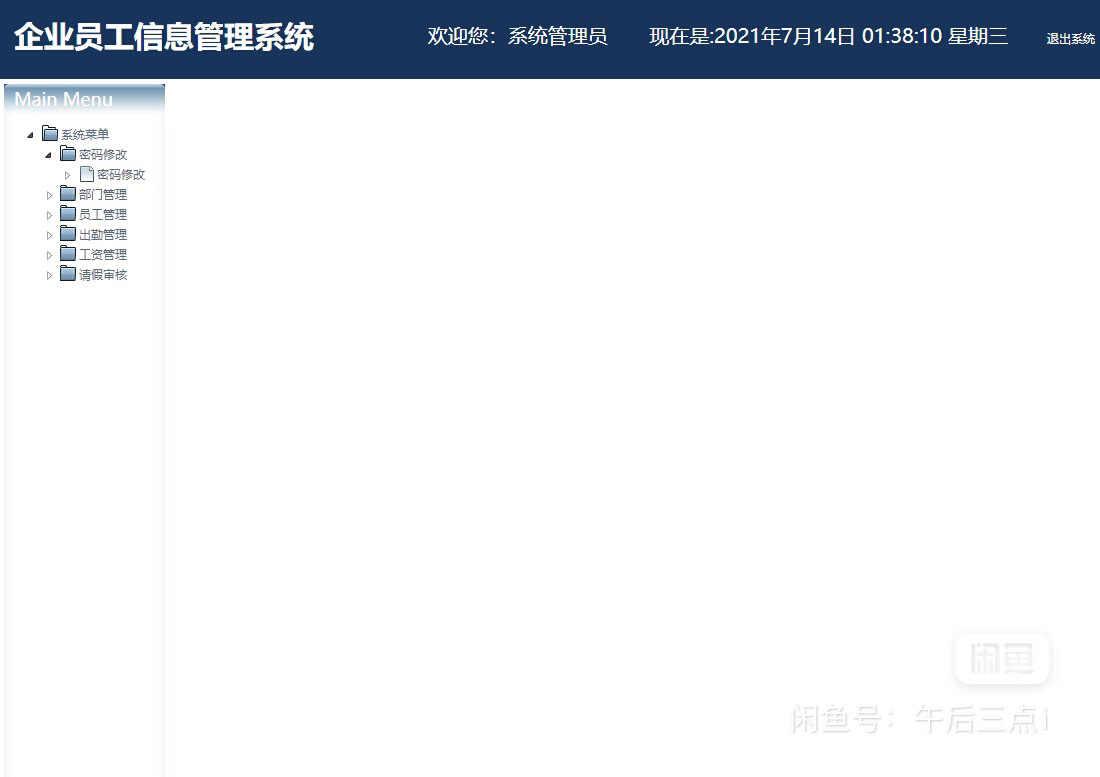 企业员工信息管理系统
欢迎您：系统管理员 现在是:2021年7月14日 01:38:10 星期三 退出系统
Main Menu
系统菜单
密码修改
密码修改
部门管理
员工管理
出勤管理
工资管理
请假审核
闲鱼
闲鱼号：午后三点i